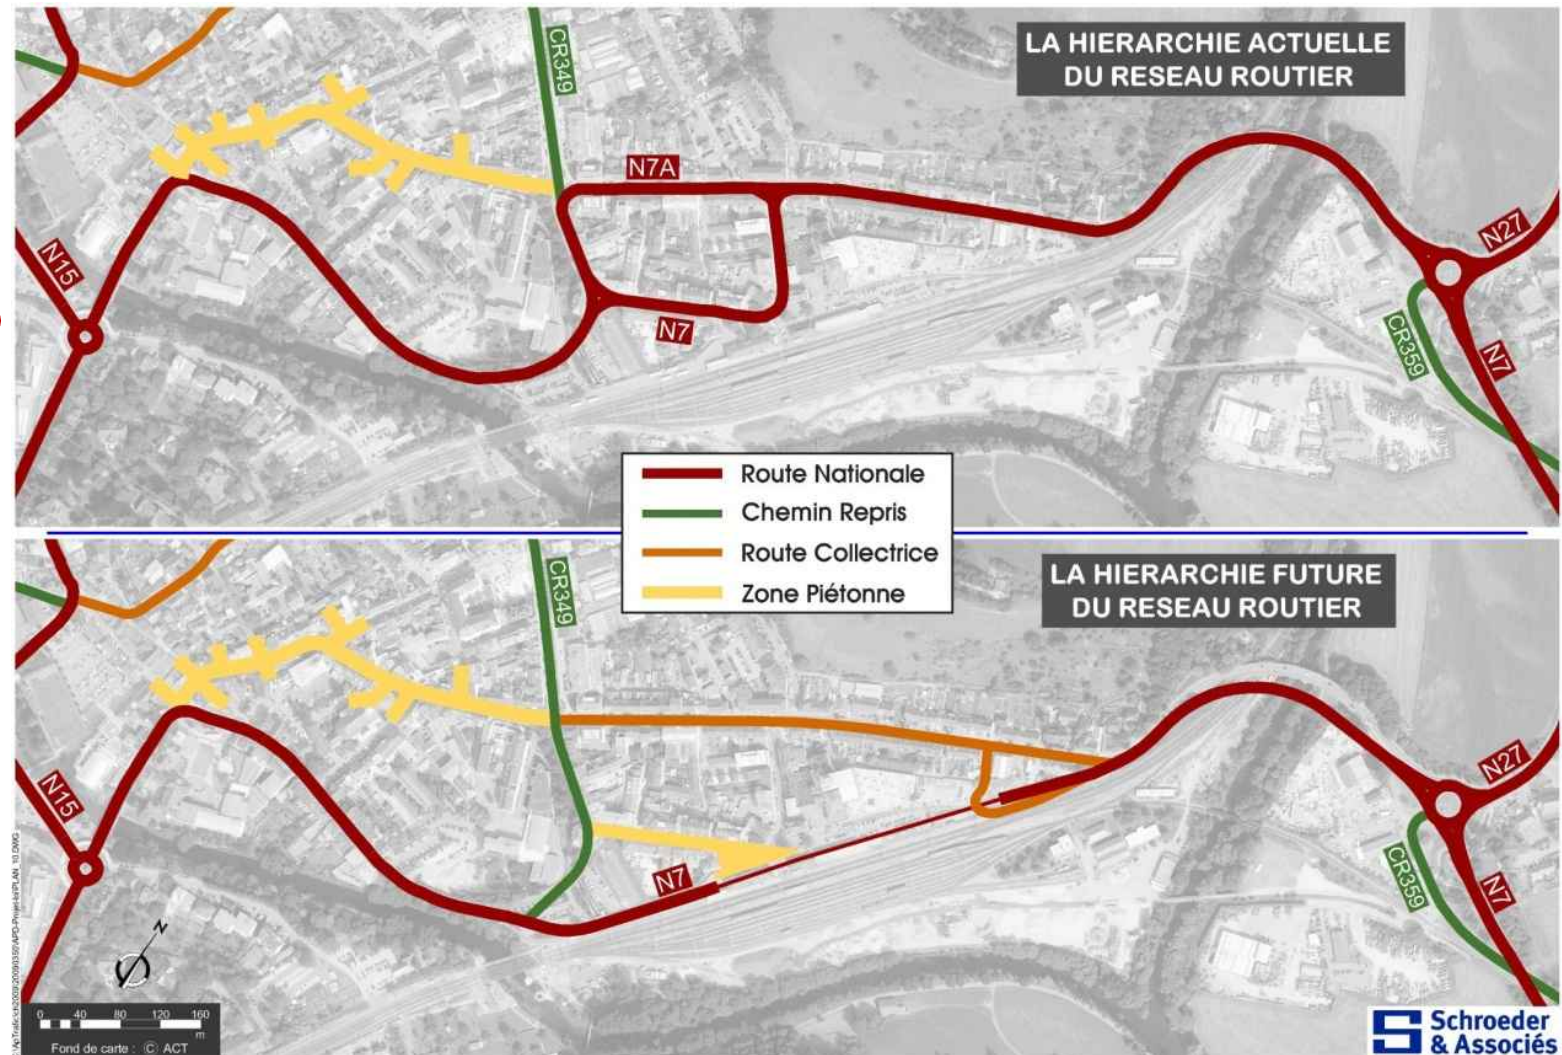 LA HIERARCHIE ACTUELLE
DU RESEAU ROUTIER
CR349
N7A
N15
N7
N27
CR359
N7
Route Nationale
Chemin Repris
Route Collectrice
Zone Piétonne
LA HIERARCHIE FUTURE
DU RESEAU ROUTIER
CR349
N15
N7
N27
CR359
N7
N
0 40 80 120 160
m
Fond de carte : © ACT
Schroeder
& Associés